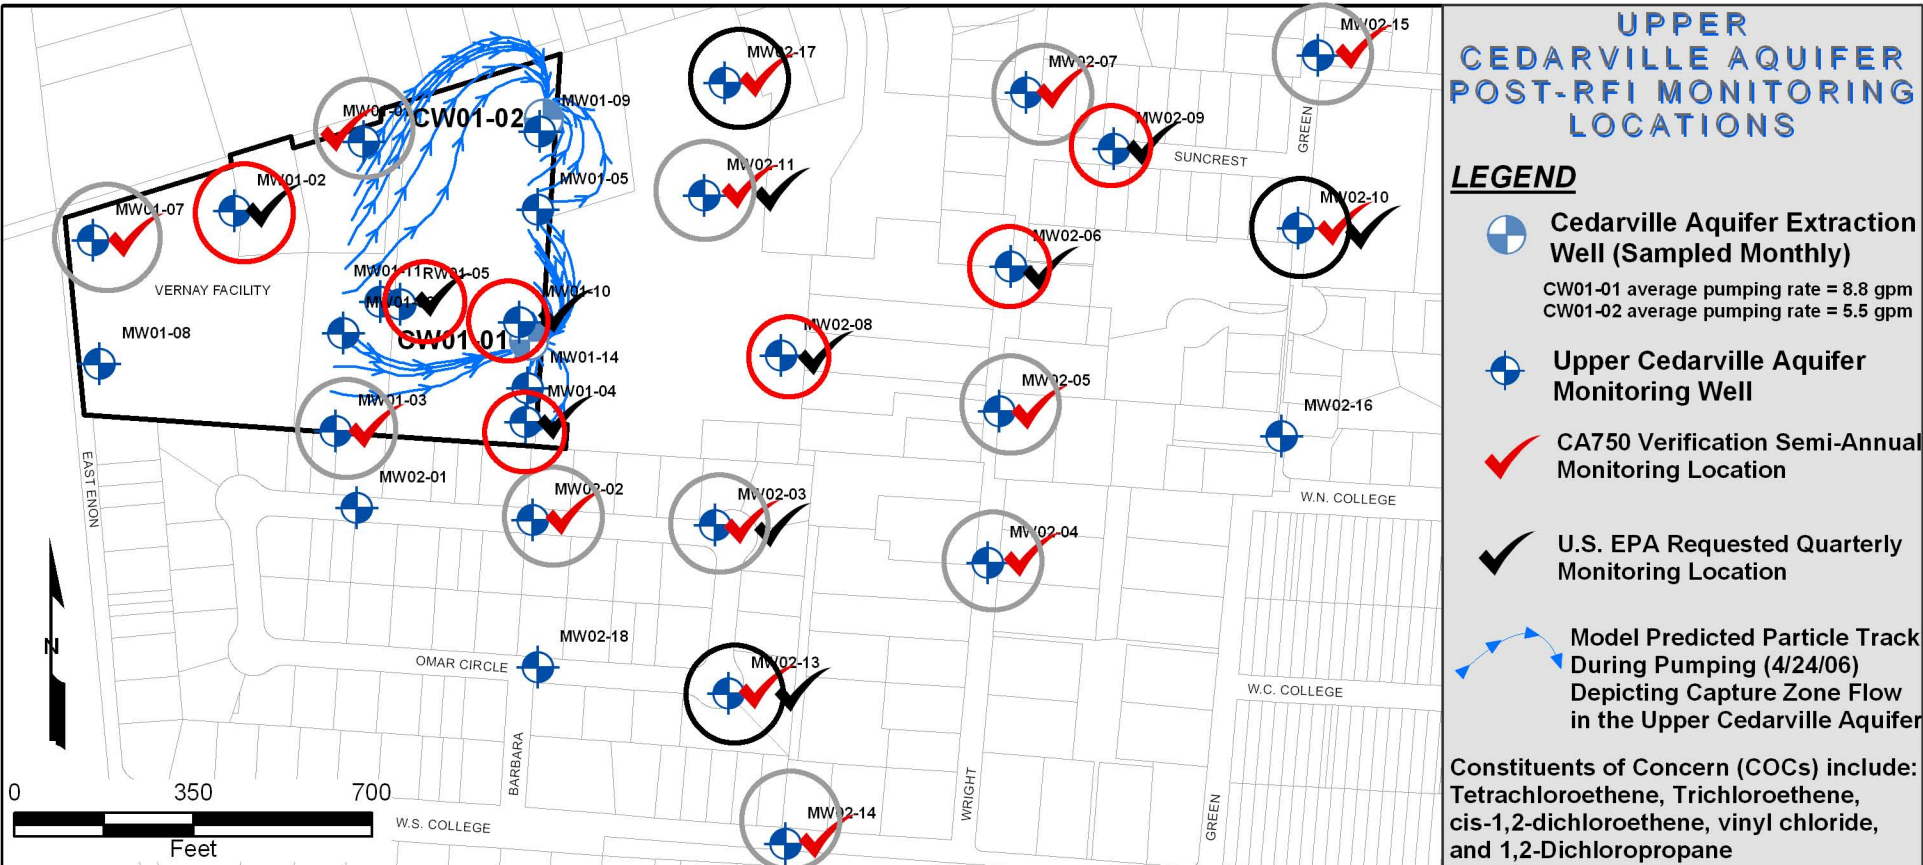 UPPER
CEDARVILLE AQUIFER
POST-RFI MONITORING
LOCATIONS
LEGEND
Cedarville Aquifer Extraction
Well (Sampled Monthly)
CW01-01 average pumping rate = 8.8 gpm
CW01-02 average pumping rate = 5.5 gpm
Upper Cedarville Aquifer
Monitoring Well
CA750 Verification Semi-Annual
Monitoring Location
U.S. EPA Requested Quarterly
Monitoring Location
Model Predicted Particle Track
During Pumping (4/24/06)
Depicting Capture Zone Flow
in the Upper Cedarville Aquifer
Constituents of Concern (COCs) include:
Tetrachloroethene, Trichloroethene,
cis-1,2-dichloroethene, vinyl chloride,
and 1,2-Dichloropropane
MW02-15
MW02-17
MW02-07
MW01-09
CW01-02
MW02-09
GREEN
SUNCREST
MW02-11
MW01-02
MW01-05
MW02-10
MW01-07
MW02-06
MW01-11
RW01-05
VERNAY FACILITY
MW01-10
MW01-08
CW01-01
MW02-08
MW01-14
MW02-05
MW01-04
MW01-03
MW02-16
EAST ENON
MW02-01
MW02-02
MW02-03
W.N. COLLEGE
MW02-04
N
MW02-18
OMAR CIRCLE
MW02-13
W.C. COLLEGE
BARBARA
WRIGHT
GREEN
0 350 700
Feet
W.S. COLLEGE
MW02-14